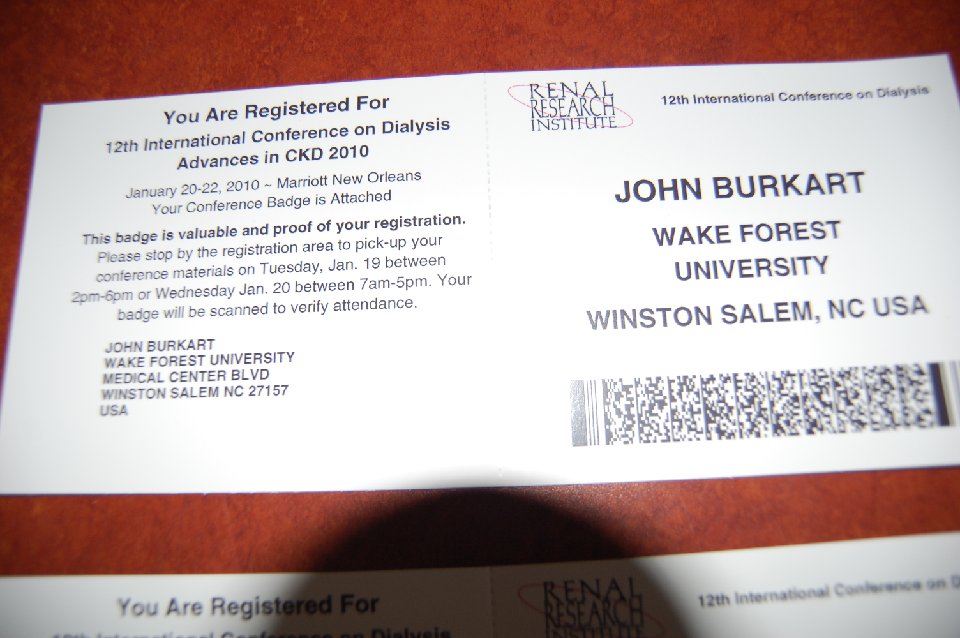 You Are Registered For
12th International Conference on Dialysis
Advances in CKD 2010
January 20-22, 2010 ~ Marriott New Orleans
Your Conference Badge is Attached
This badge is valuable and proof of your registration.
Please stop by the registration area to pick-up your
conference materials on Tuesday, Jan. 19 between
2pm-6pm or Wednesday Jan. 20 between 7am-5pm. Your
badge will be scanned to verify attendance.
JOHN BURKART
WAKE FOREST UNIVERSITY
MEDICAL CENTER BLVD
WINSTON SALEM NC 27157
USA
RENAL
RESEARCH
INSTITUTE
12th International Conference on Dialysis
JOHN BURKART
WAKE FOREST
UNIVERSITY
WINSTON SALEM, NC USA
You Are Registered For
12th International Conference on Dialysis
RENAL
RESEARCH
INSTITUTE
12th International Conference on D